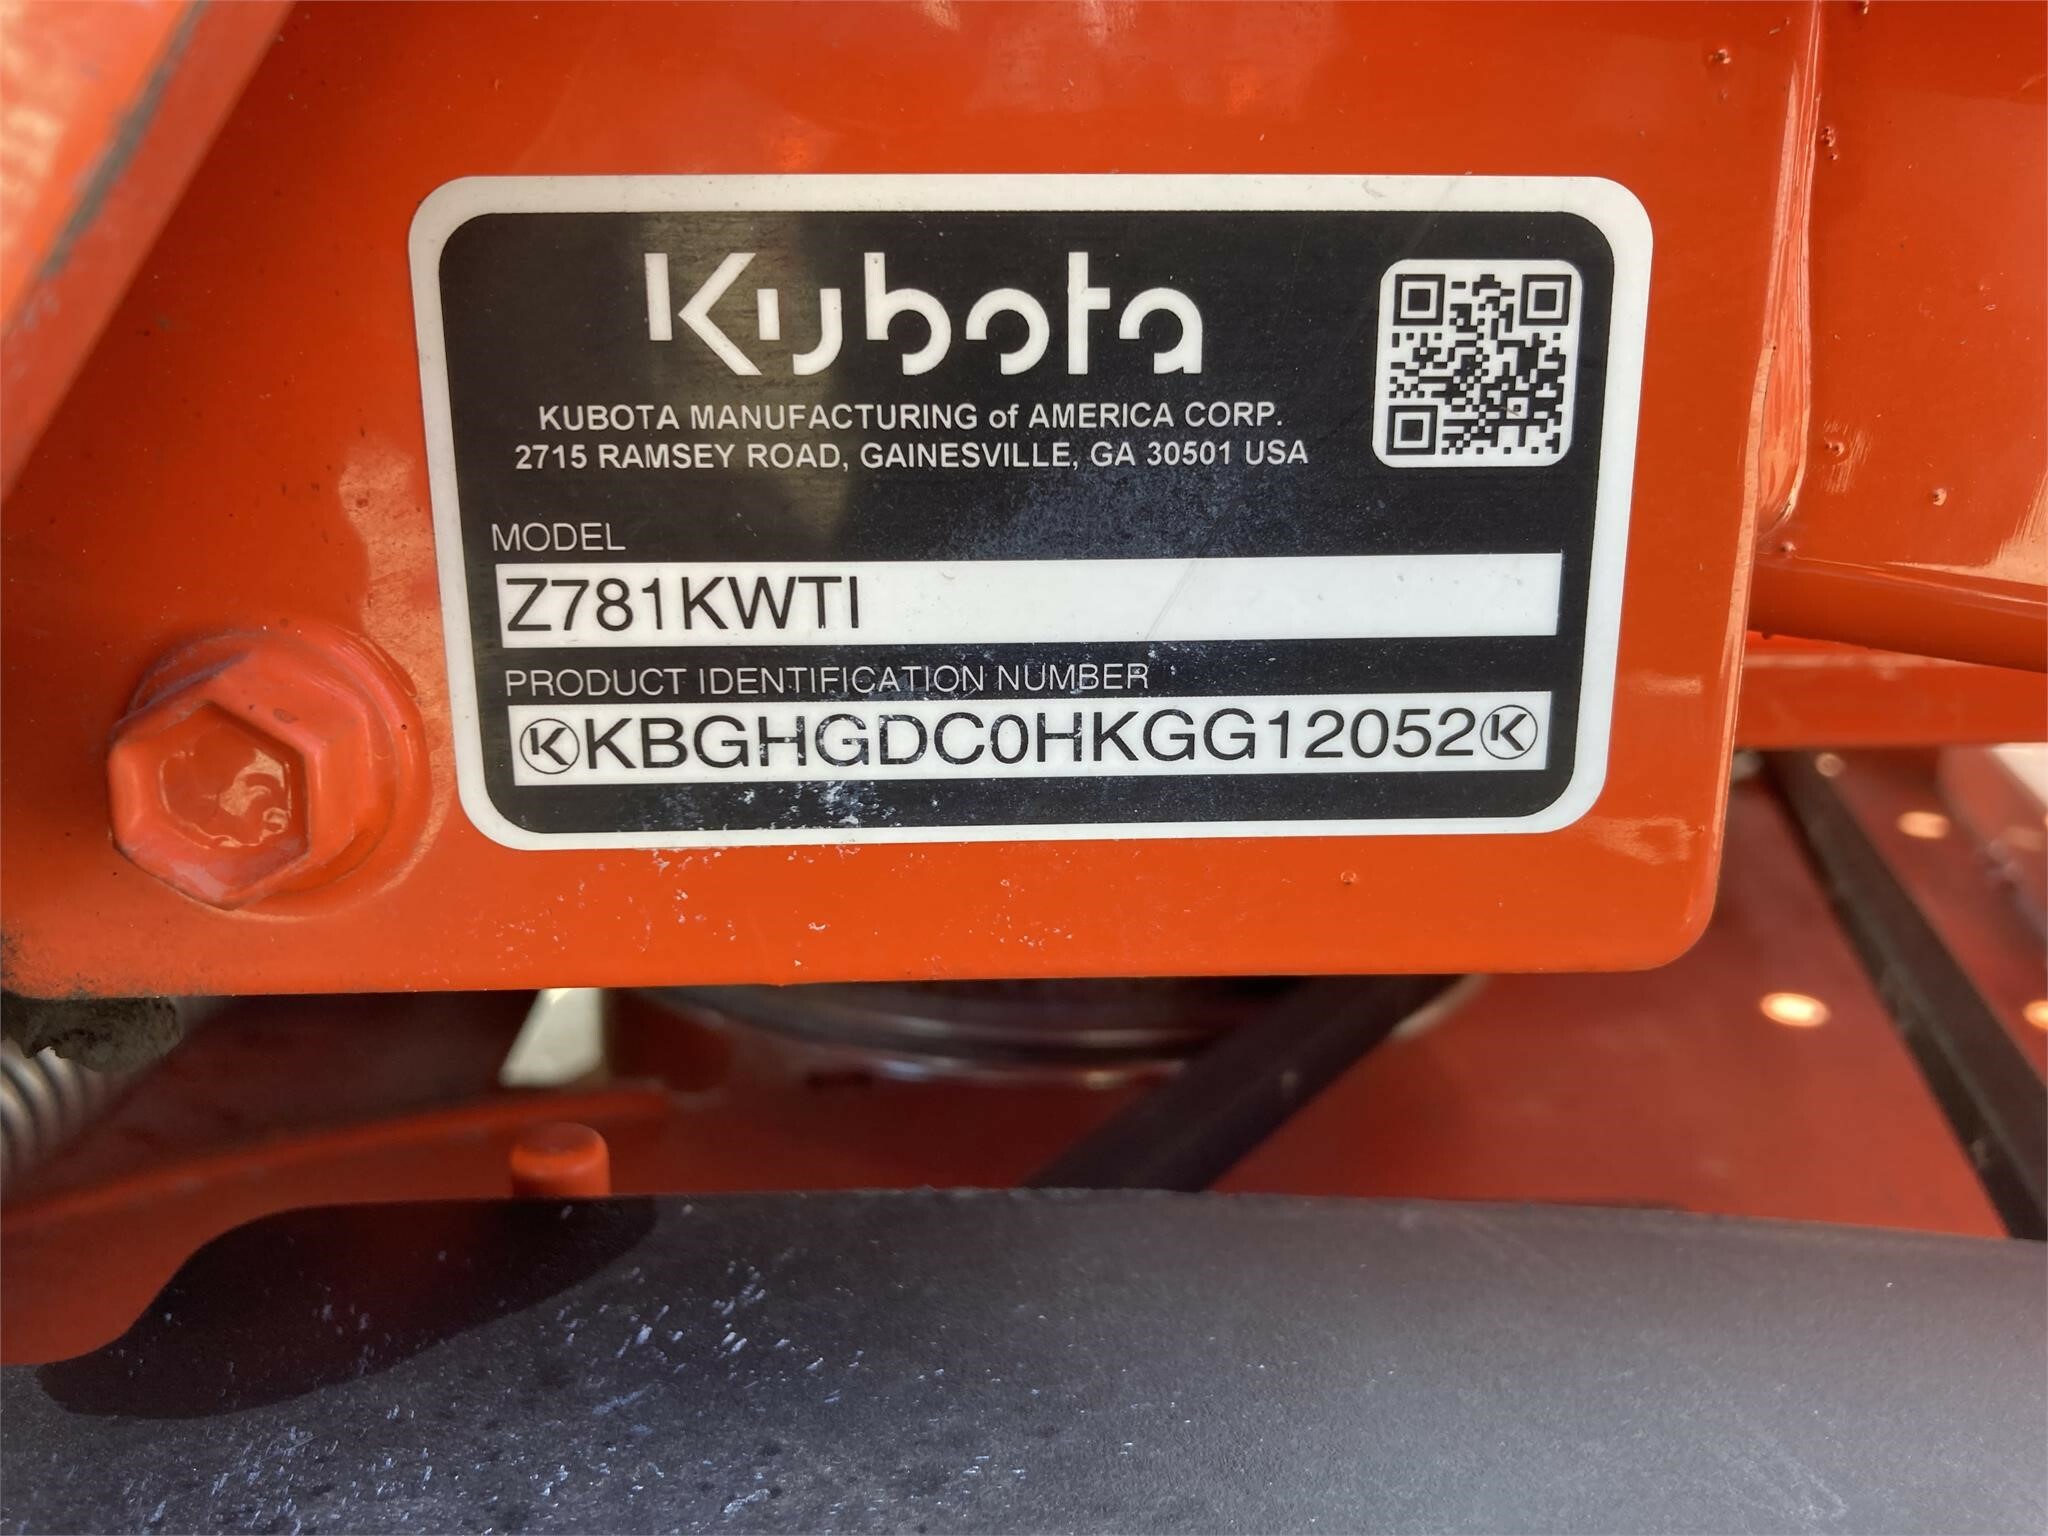 Kubota
KUBOTA MANUFACTURING of AMERICA CORP.
2715 RAMSEY ROAD, GAINESVILLE, GA 30501 USA
MODEL
Z781KWTI
PRODUCT IDENTIFICATION NUMBER
KKBGHGDC0HKGG12052K